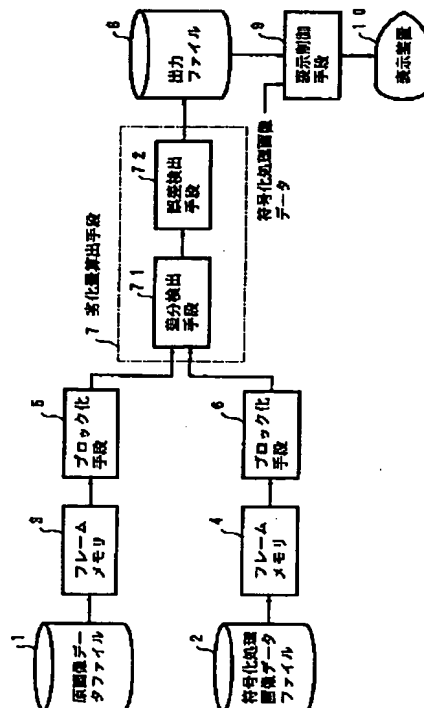 1
原画像デー
タファイル
3
フレーム
メモリ
5
ブロック化
手段
2
符号化処理
画像データ
ファイル
4
フレーム
メモリ
6
ブロック化
手段
7 劣化量算出手段
71
差分検出
手段
72
誤差検出
手段
8
出力
ファイル
符号化処理画像
データ
9
表示制御
手段
10
表示装置